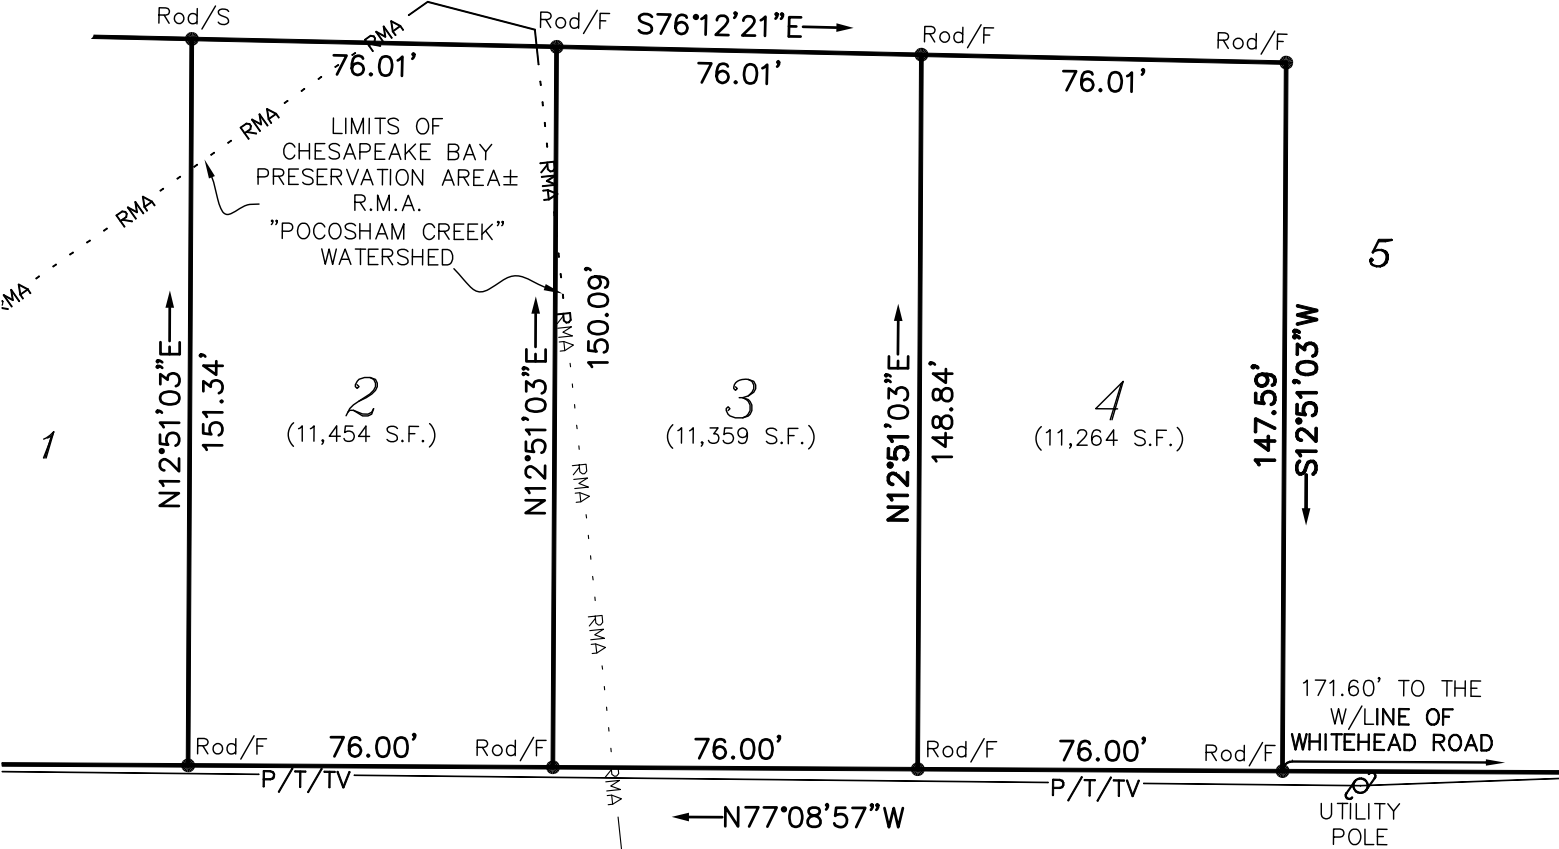 Rod/S
Rod/F
S76°12'21"E
Rod/F
Rod/F
RMA
76.01'
76.01'
76.01'
RMA
LIMITS OF
CHESAPEAKE BAY
PRESERVATION AREA±
R.M.A.
"POCOSHAM CREEK"
WATERSHED
RMA
RMA
RMA
5
RMA
1
N12°51'03"E
151.34'
2
(11,454 S.F.)
N12°51'03"E
150.09'
3
(11,359 S.F.)
N12°51'03"E
148.84'
4
(11,264 S.F.)
147.59'
S12°51'03"W
RMA
RMA
171.60' TO THE
W/LINE OF
WHITEHEAD ROAD
Rod/F
76.00'
Rod/F
76.00'
Rod/F
76.00'
Rod/F
P/T/TV
RMA
P/T/TV
N77°08'57"W
UTILITY
POLE